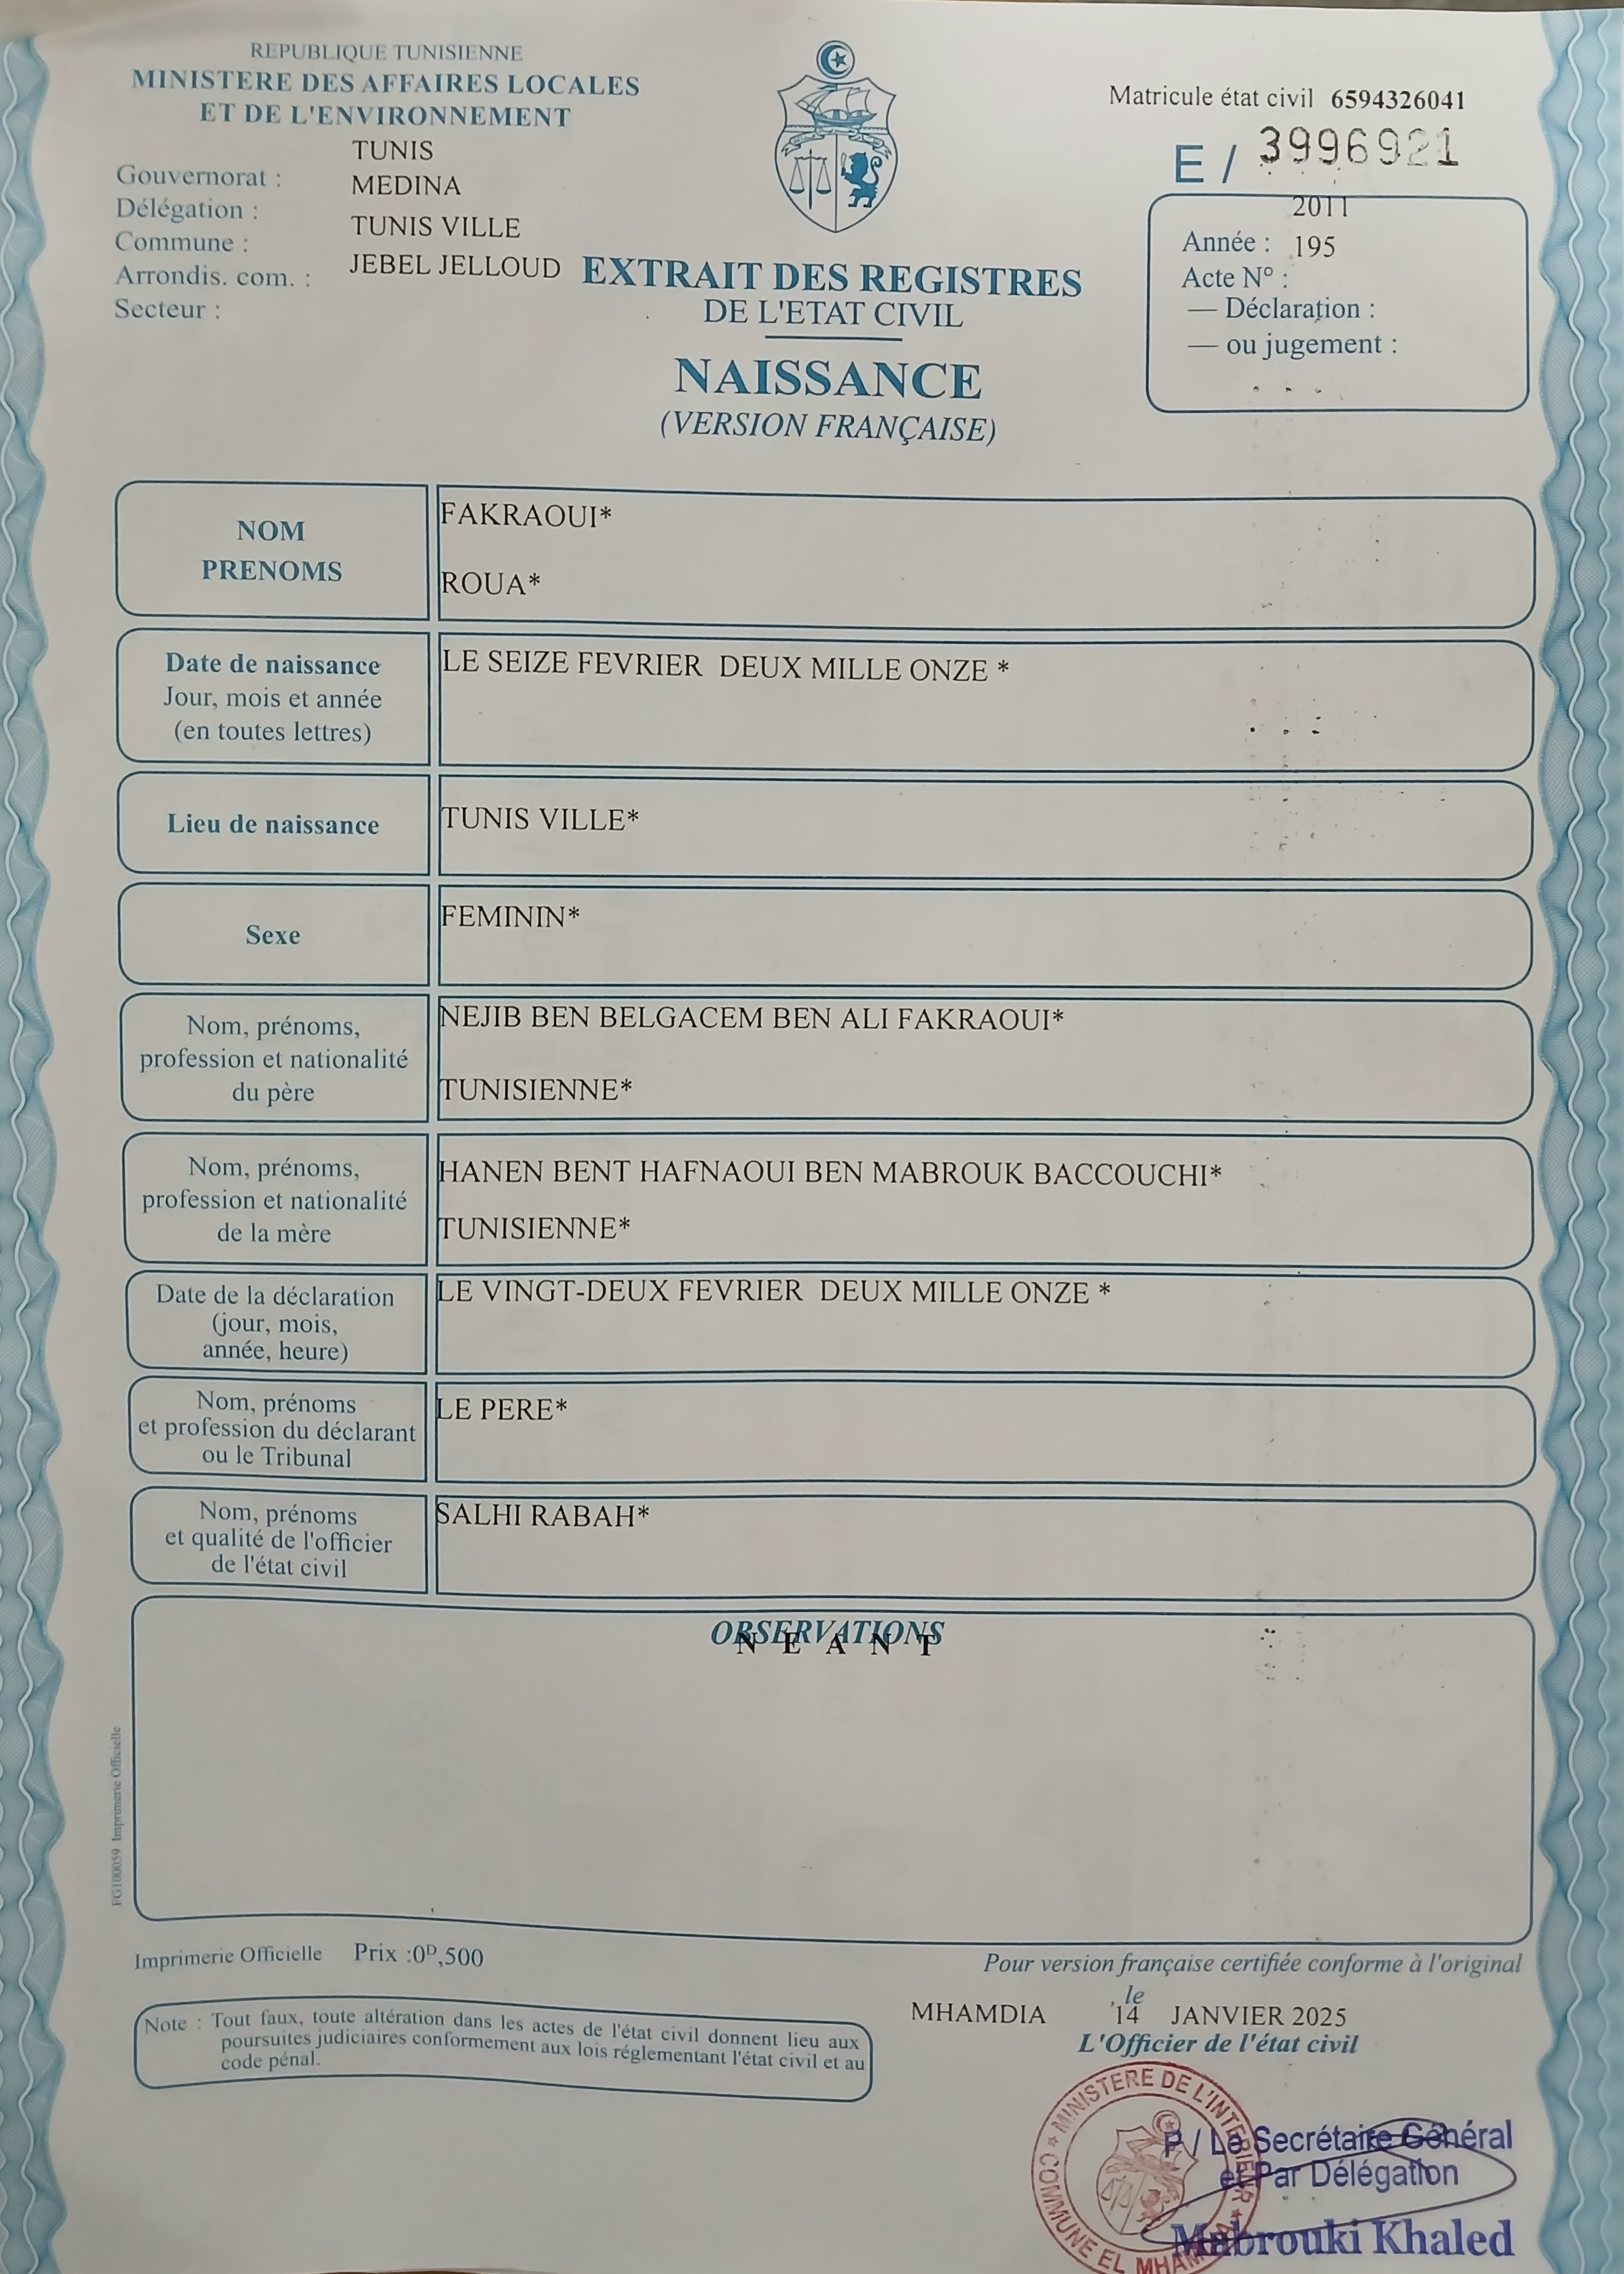 REPUBLIQUE TUNISIENNE
MINISTERE DES AFFAIRES LOCALES
ET DE L'ENVIRONNEMENT
Gouvernorat : TUNIS
Délégation : MEDINA
Commune : TUNIS VILLE
Arrondis. com. : JEBEL JELLOUD
Secteur :
Matricule état civil 6594326041
E / 3996921
2011
Année : 195
Acte N° :
— Déclaration :
— ou jugement :
EXTRAIT DES REGISTRES
DE L'ETAT CIVIL
NAISSANCE
(VERSION FRANÇAISE)
NOM
PRENOMS
FAKRAOUI*
ROUA*
Date de naissance
Jour, mois et année
(en toutes lettres)
LE SEIZE FEVRIER DEUX MILLE ONZE *
Lieu de naissance
TUNIS VILLE*
Sexe
FEMININ*
Nom, prénoms,
profession et nationalité
du père
NEJIB BEN BELGACEM BEN ALI FAKRAOUI*
TUNISIENNE*
Nom, prénoms,
profession et nationalité
de la mère
HANEN BENT HAFNAOUI BEN MABROUK BACCOUCHI*
TUNISIENNE*
Date de la déclaration
(jour, mois,
année, heure)
LE VINGT-DEUX FEVRIER DEUX MILLE ONZE *
Nom, prénoms
et profession du déclarant
ou le Tribunal
LE PERE*
Nom, prénoms
et qualité de l'officier
de l'état civil
SALHI RABAH*
OBSERVATIONS
N E A N T
FG100059 Imprimerie Officielle
Imprimerie Officielle Prix :0ᴰ,500
Pour version française certifiée conforme à l'original
MHAMDIA , le 14 JANVIER 2025
L'Officier de l'état civil
Note : Tout faux, toute altération dans les actes de l'état civil donnent lieu aux
poursuites judiciaires conformement aux lois réglementant l'état civil et au
code pénal.
MINISTERE DE L'INTERIEUR
COMMUNE EL MHAMDIA
P / Le Secrétaire Général
et Par Délégation
Mabrouki Khaled